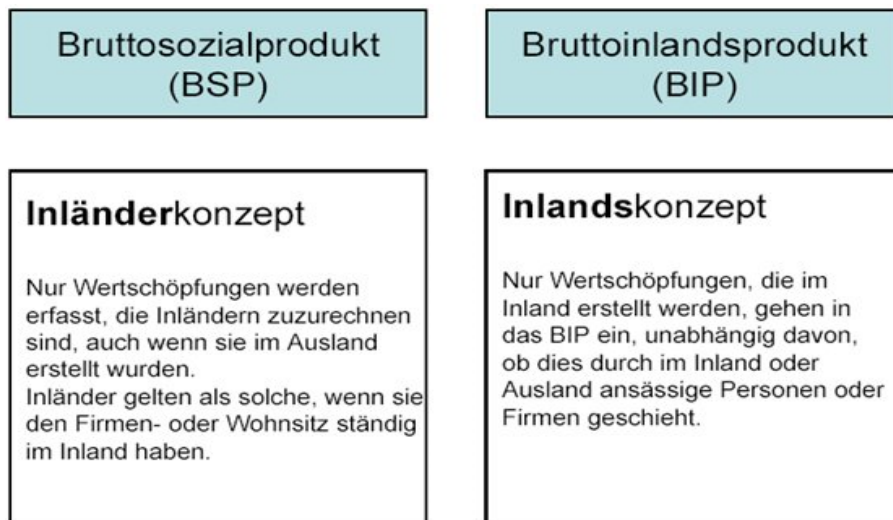 Bruttosozialprodukt
(BSP)
Inländerkonzept
Nur Wertschöpfungen werden
erfasst, die Inländern zuzurechnen
sind, auch wenn sie im Ausland
erstellt wurden.
Inländer gelten als solche, wenn sie
den Firmen- oder Wohnsitz ständig
im Inland haben.
Bruttoinlandsprodukt
(BIP)
Inlandskonzept
Nur Wertschöpfungen, die im
Inland erstellt werden, gehen in
das BIP ein, unabhängig davon,
ob dies durch im Inland oder
Ausland ansässige Personen oder
Firmen geschieht.